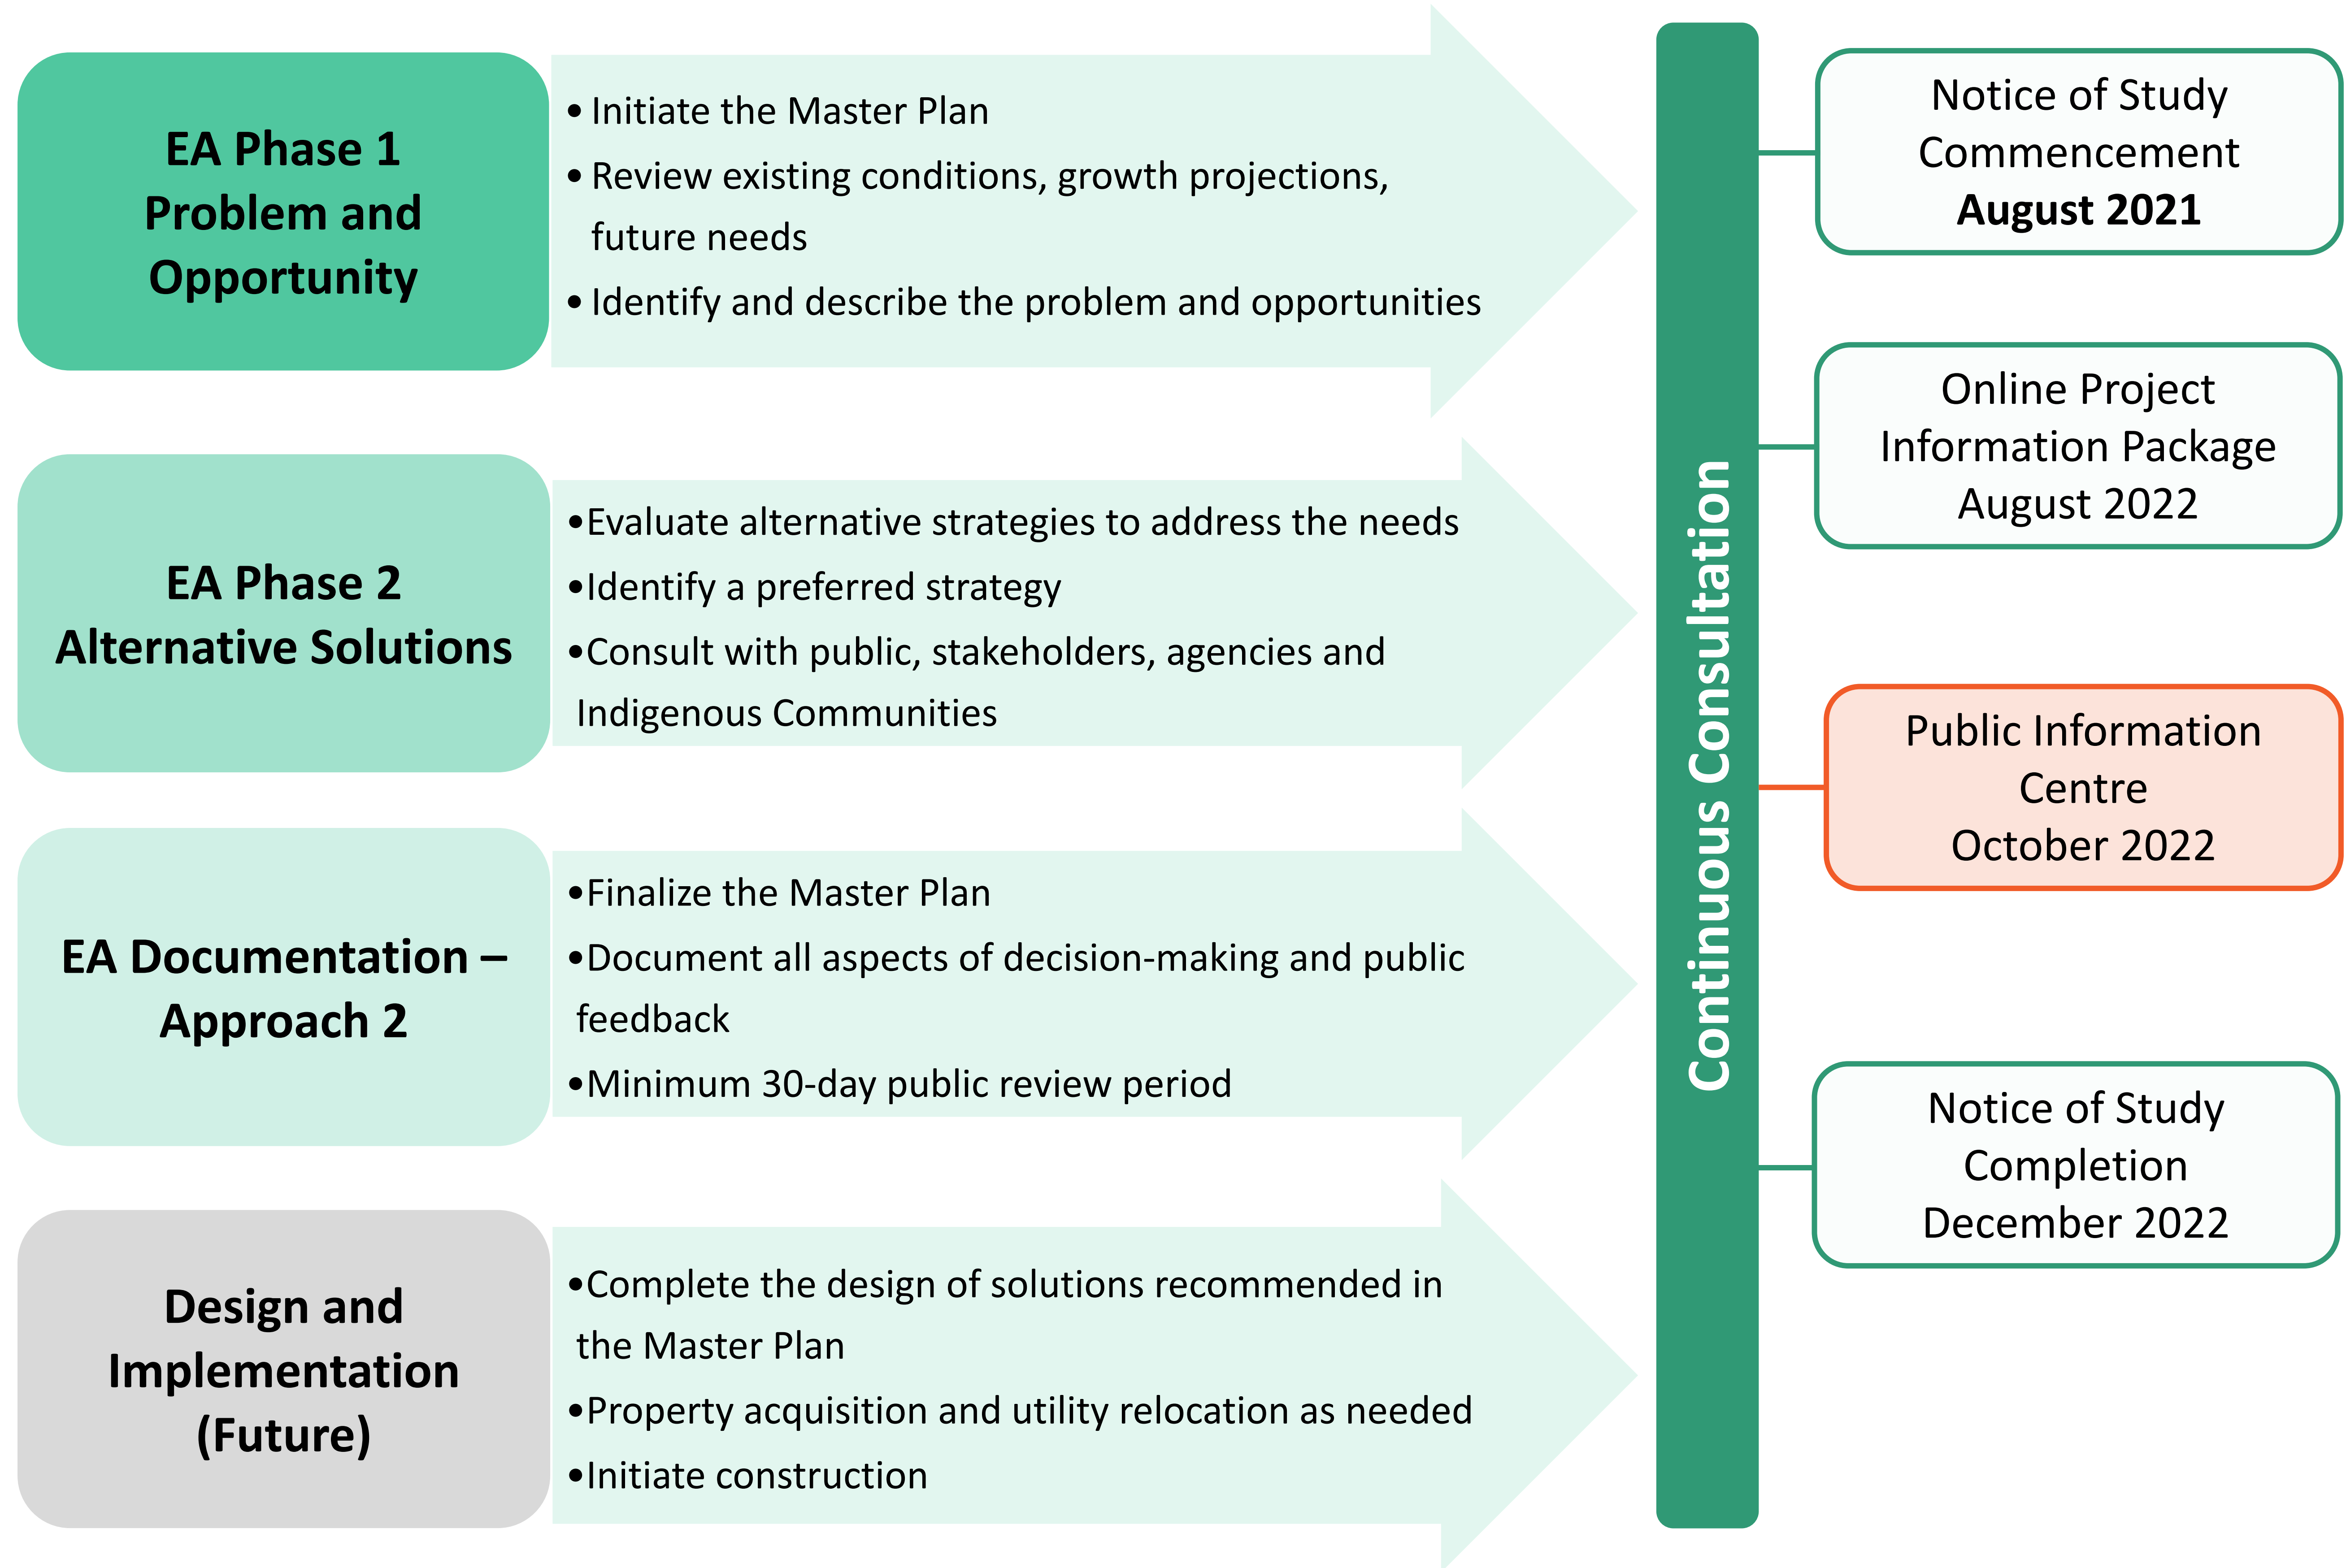 EA Phase 1
Problem and
Opportunity
• Initiate the Master Plan
• Review existing conditions, growth projections,
future needs
• Identify and describe the problem and opportunities
EA Phase 2
Alternative Solutions
•Evaluate alternative strategies to address the needs
•Identify a preferred strategy
•Consult with public, stakeholders, agencies and
Indigenous Communities
EA Documentation –
Approach 2
•Finalize the Master Plan
•Document all aspects of decision-making and public
feedback
•Minimum 30-day public review period
Design and
Implementation
(Future)
•Complete the design of solutions recommended in
the Master Plan
•Property acquisition and utility relocation as needed
•Initiate construction
Continuous Consultation
Notice of Study
Commencement
August 2021
Online Project
Information Package
August 2022
Public Information
Centre
October 2022
Notice of Study
Completion
December 2022